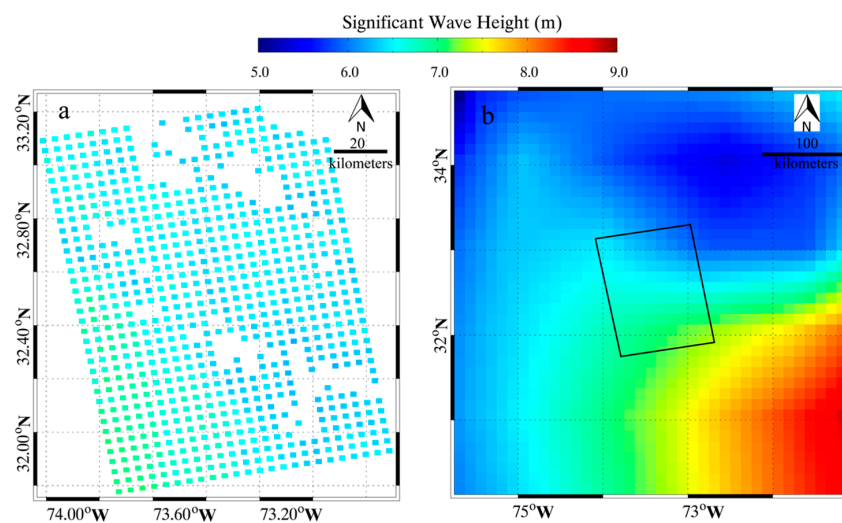 Significant Wave Height (m)
5.0 6.0 7.0 8.0 9.0
a
N
20
kilometers
33.20°N
32.80°N
32.40°N
32.00°N
74.00°W 73.60°W 73.20°W
b
N
100
kilometers
34°N
32°N
75°W 73°W